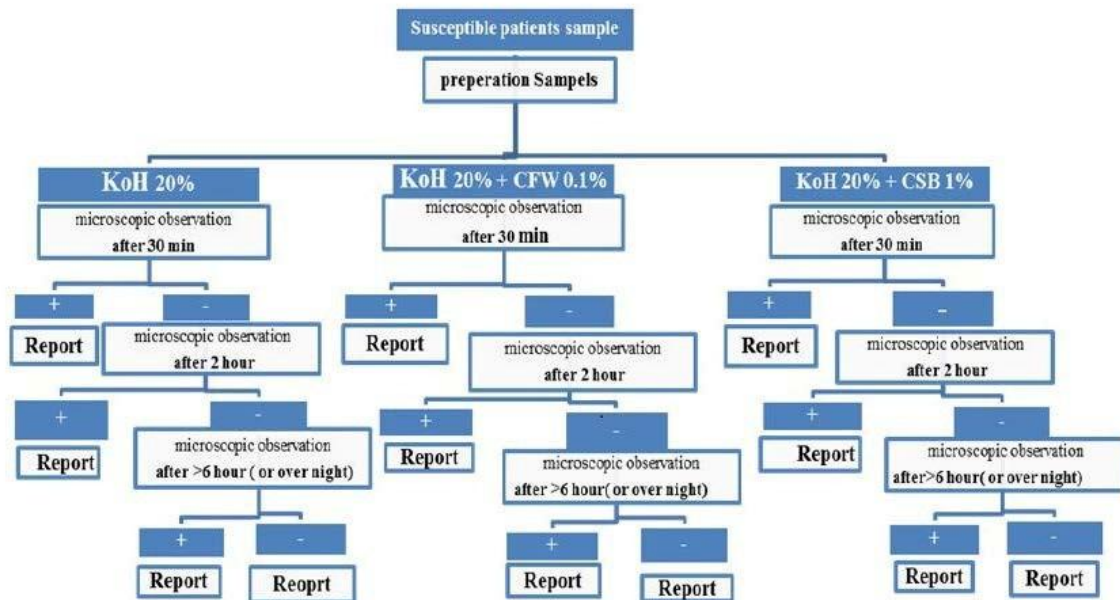 Susceptible patients sample
preperation Sampels
KoH 20%
KoH 20% + CFW 0.1%
KoH 20% + CSB 1%
microscopic observation
after 30 min
microscopic observation
after 30 min
microscopic observation
after 30 min
+
-
+
-
+
-
Report
microscopic observation
after 2 hour
Report
microscopic observation
after 2 hour
Report
microscopic observation
after 2 hour
+
-
+
-
+
-
Report
microscopic observation
after >6 hour ( or over night)
Report
microscopic observation
after >6 hour( or over night)
Report
microscopic observation
after>6 hour( or over night)
+
-
+
-
+
-
Report
Reoprt
Report
Report
Report
Report